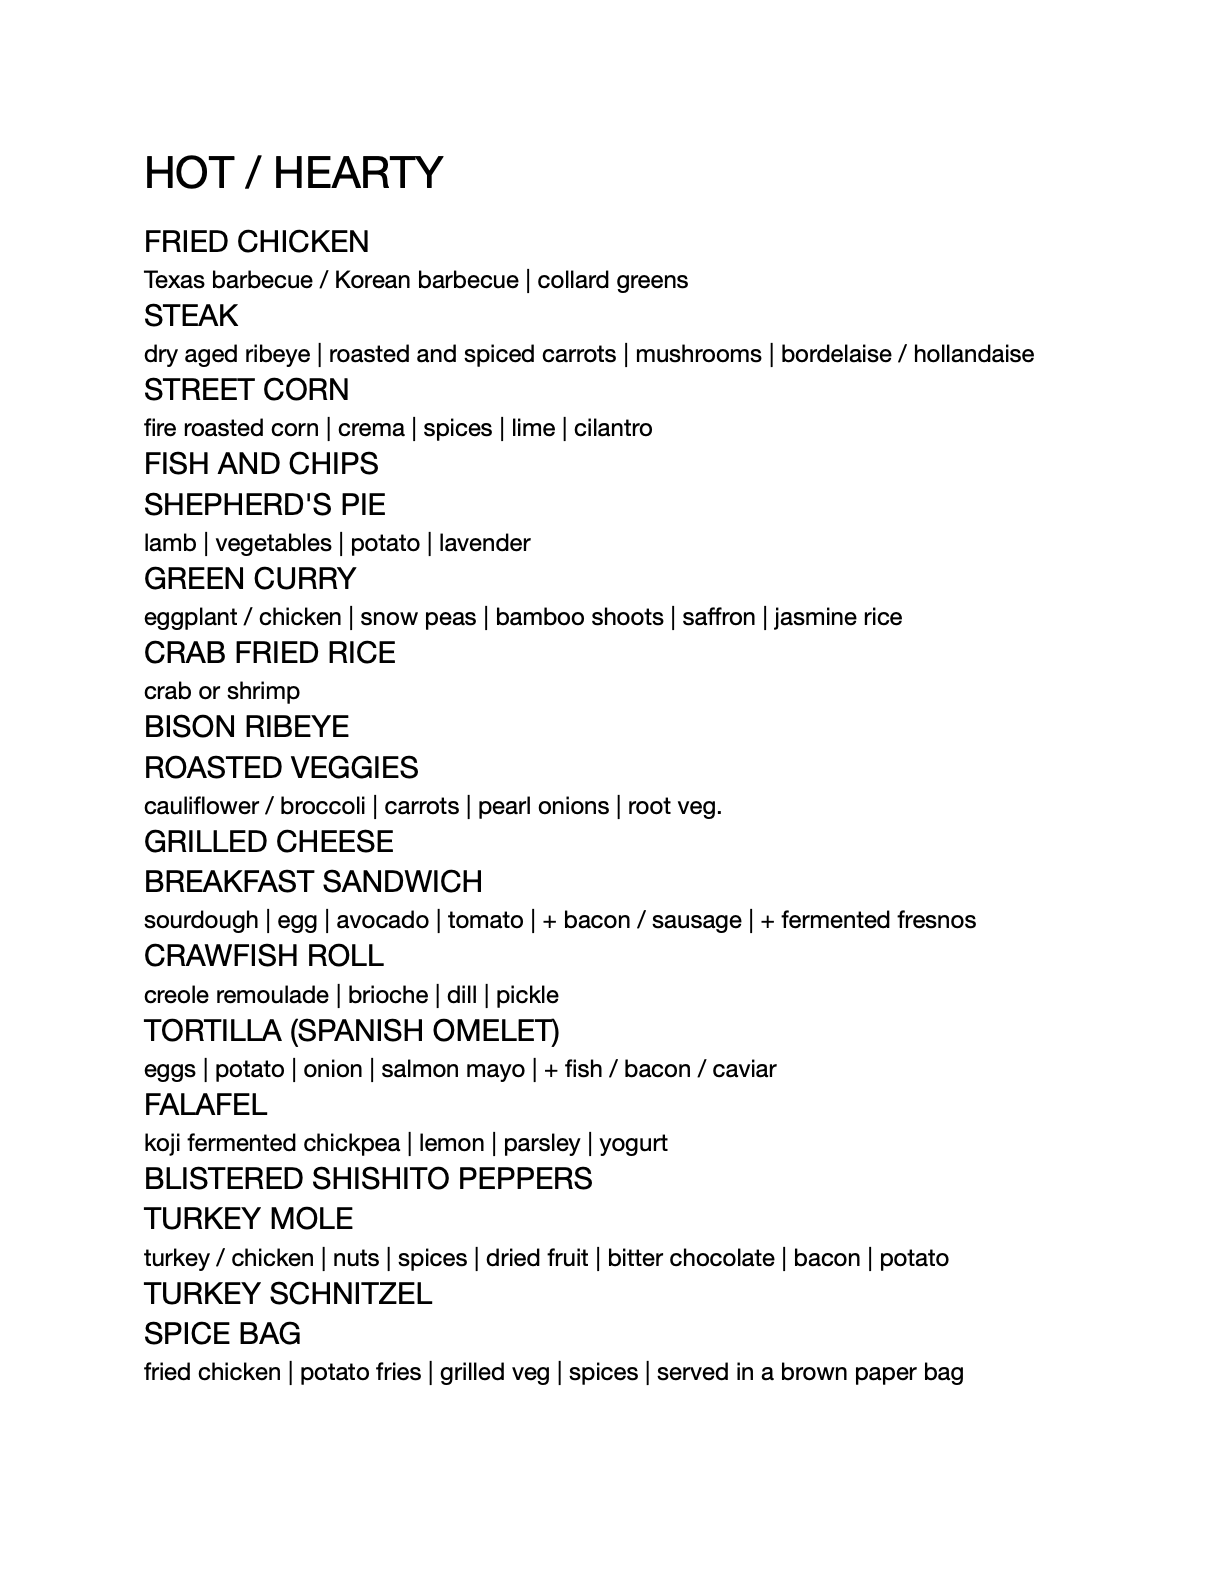 HOT / HEARTY
FRIED CHICKEN
Texas barbecue / Korean barbecue | collard greens
STEAK
dry aged ribeye | roasted and spiced carrots | mushrooms | bordelaise / hollandaise
STREET CORN
fire roasted corn | crema | spices | lime | cilantro
FISH AND CHIPS
SHEPHERD'S PIE
lamb | vegetables | potato | lavender
GREEN CURRY
eggplant / chicken | snow peas | bamboo shoots | saffron | jasmine rice
CRAB FRIED RICE
crab or shrimp
BISON RIBEYE
ROASTED VEGGIES
cauliflower / broccoli | carrots | pearl onions | root veg.
GRILLED CHEESE
BREAKFAST SANDWICH
sourdough | egg | avocado | tomato | + bacon / sausage | + fermented fresnos
CRAWFISH ROLL
creole remoulade | brioche | dill | pickle
TORTILLA (SPANISH OMELET)
eggs | potato | onion | salmon mayo | + fish / bacon / caviar
FALAFEL
koji fermented chickpea | lemon | parsley | yogurt
BLISTERED SHISHITO PEPPERS
TURKEY MOLE
turkey / chicken | nuts | spices | dried fruit | bitter chocolate | bacon | potato
TURKEY SCHNITZEL
SPICE BAG
fried chicken | potato fries | grilled veg | spices | served in a brown paper bag